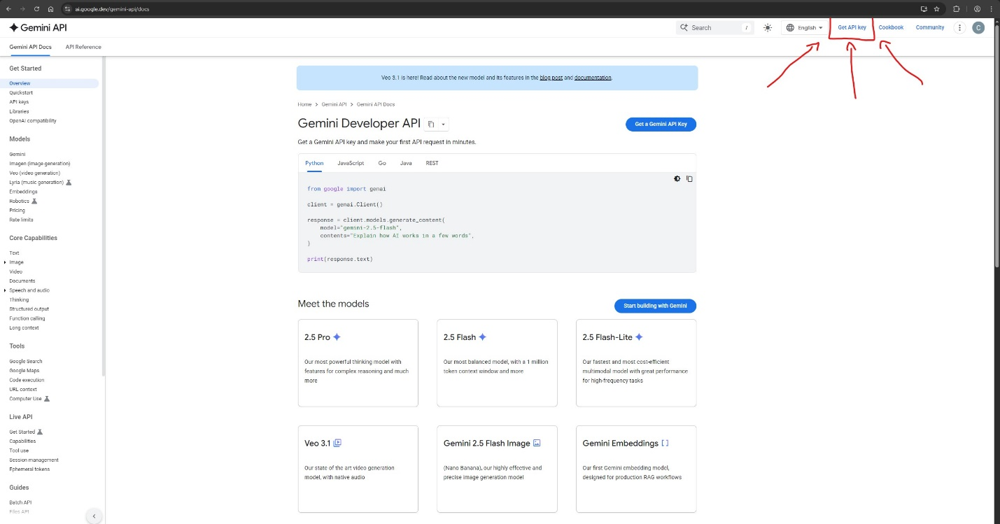 ai.google.dev/gemini-api/docs
Gemini API
Search /
English
Get API key
Cookbook
Community
C
Gemini API Docs
API Reference
Get Started
Overview
Quickstart
API keys
Libraries
OpenAI compatibility
Models
Gemini
Imagen (image generation)
Veo (video generation)
Lyria (music generation)
Embeddings
Robotics
Pricing
Rate limits
Core Capabilities
Text
Image
Video
Documents
Speech and audio
Thinking
Structured output
Function calling
Long context
Tools
Google Search
Google Maps
Code execution
URL context
Computer Use
Live API
Get Started
Capabilities
Tool use
Session management
Ephemeral tokens
Guides
Batch API
Files API
Veo 3.1 is here! Read about the new model and its features in the blog post and documentation.
Home > Gemini API > Gemini API Docs
Gemini Developer API
Get a Gemini API Key
Get a Gemini API key and make your first API request in minutes.
Python JavaScript Go Java REST
from google import genai
client = genai.Client()
response = client.models.generate_content(
model="gemini-2.5-flash",
contents="Explain how AI works in a few words",
)
print(response.text)
Meet the models
Start building with Gemini
2.5 Pro
Our most powerful thinking model with
features for complex reasoning and much
more
2.5 Flash
Our most balanced model, with a 1 million
token context window and more
2.5 Flash-Lite
Our fastest and most cost-efficient
multimodal model with great performance
for high-frequency tasks
Veo 3.1
Our state of the art video generation
model, with native audio
Gemini 2.5 Flash Image
(Nano Banana), our highly effective and
precise image generation model
Gemini Embeddings
Our first Gemini embedding model,
designed for production RAG workflows